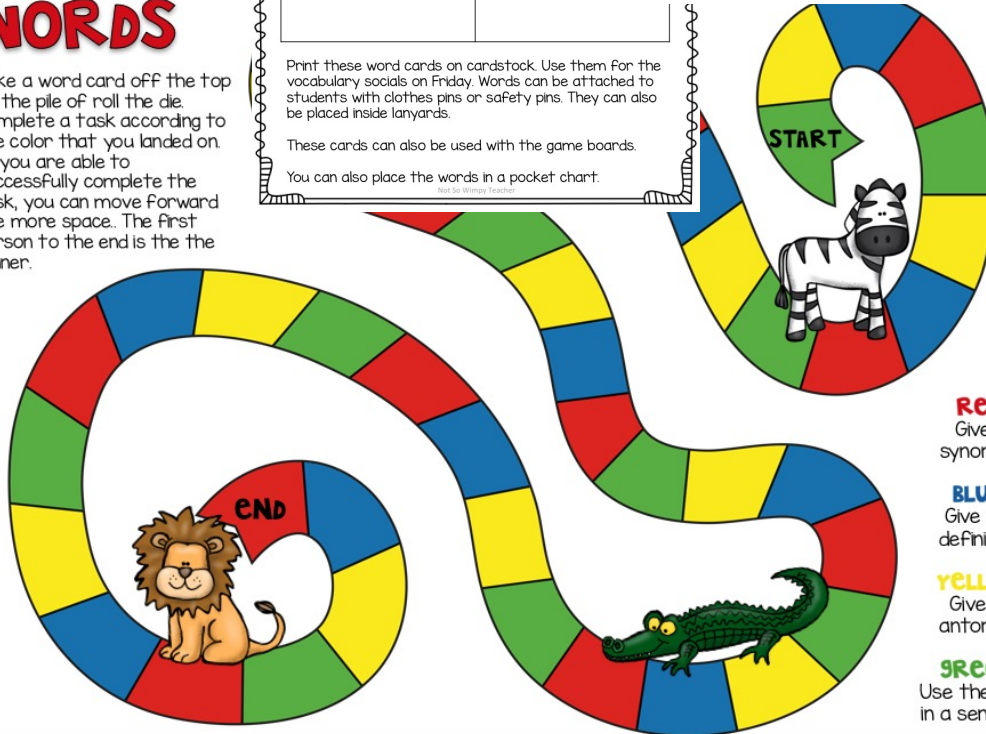 WORDS
ke a word card off the top
the pile of roll the die.
mplete a task according to
e color that you landed on.
you are able to
ccessfully complete the
sk, you can move forward
e more space.. The first
rson to the end is the the
ner.
Print these word cards on cardstock. Use them for the
vocabulary socials on Friday. Words can be attached to
students with clothes pins or safety pins. They can also
be placed inside lanyards.
These cards can also be used with the game boards.
You can also place the words in a pocket chart.
Not So Wimpy Teacher
START
END
RE
Give
synon
BLU
Give
defini
YELL
Give
anton
GREE
Use the
in a sen